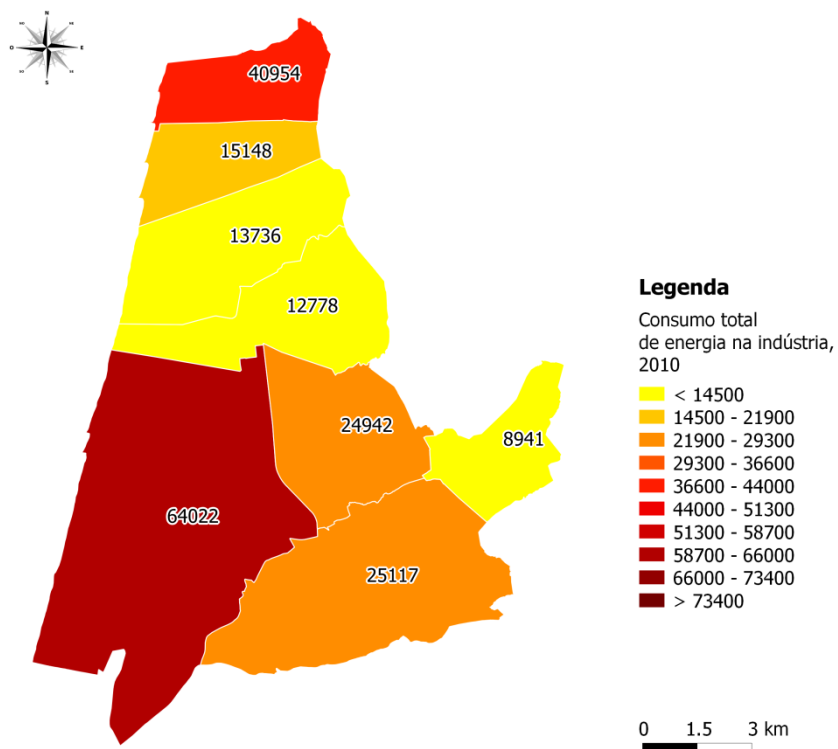 N
O
E
S
40954
15148
13736
12778
24942
8941
64022
25117
Legenda
Consumo total
de energia na indústria,
2010
< 14500
14500 - 21900
21900 - 29300
29300 - 36600
36600 - 44000
44000 - 51300
51300 - 58700
58700 - 66000
66000 - 73400
> 73400
0 1.5 3 km